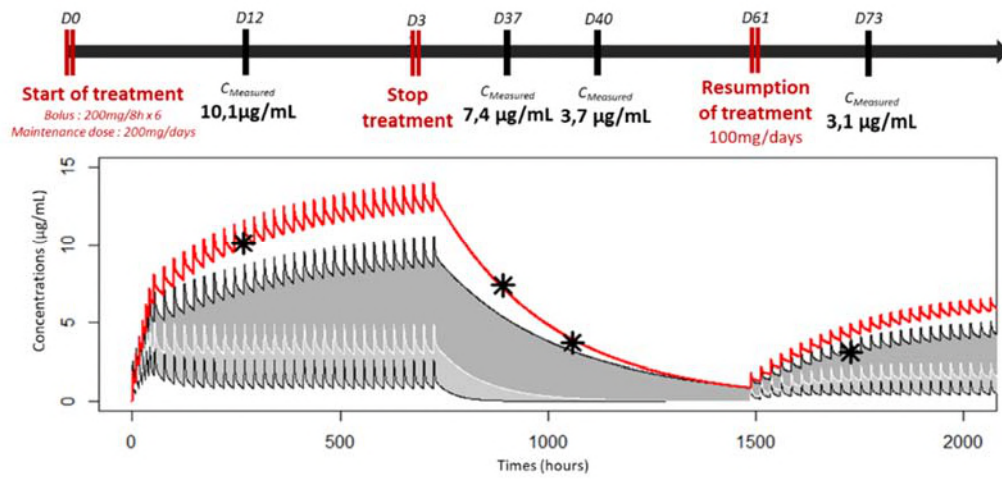 D0
D12
D3
D37
D40
D61
D73
Start of treatment
Bolus : 200mg/8h x 6
Maintenance dose : 200mg/days
CMeasured
10,1µg/mL
Stop
treatment
CMeasured
7,4 µg/mL
CMeasured
3,7 µg/mL
Resumption
of treatment
100mg/days
CMeasured
3,1 µg/mL
Concentrations (µg/mL)
15
10
5
0
0
500
1000
1500
2000
Times (hours)